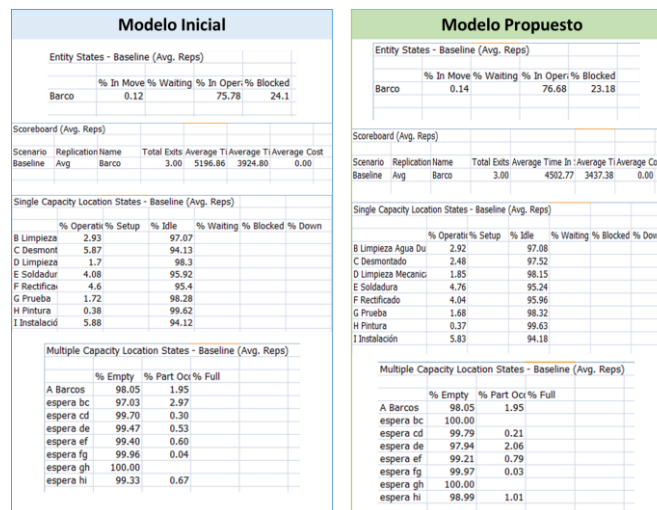 Modelo Inicial
Entity States - Baseline (Avg. Reps)
% In Move % Waiting % In Oper % Blocked
Barco 0.12 75.78 24.1
Scoreboard (Avg. Reps)
Scenario Replication Name Total Exits Average Ti Average Ti Average Cost
Baseline Avg Barco 3.00 5196.86 3924.80 0.00
Single Capacity Location States - Baseline (Avg. Reps)
% Operati % Setup % Idle % Waiting % Blocked % Down
B Limpieza 2.93 97.07
C Desmont 5.87 94.13
D Limpieza 1.7 98.3
E Soldadur 4.08 95.92
F Rectifica 4.6 95.4
G Prueba 1.72 98.28
H Pintura 0.38 99.62
I Instalació 5.88 94.12
Multiple Capacity Location States - Baseline (Avg. Reps)
% Empty % Part Occ % Full
A Barcos 98.05 1.95
espera bc 97.03 2.97
espera cd 99.70 0.30
espera de 99.47 0.53
espera ef 99.40 0.60
espera fg 99.96 0.04
espera gh 100.00
espera hi 99.33 0.67
Modelo Propuesto
Entity States - Baseline (Avg. Reps)
% In Move % Waiting % In Oper % Blocked
Barco 0.14 76.68 23.18
Scoreboard (Avg. Reps)
Scenario Replication Name Total Exits Average Time In Average Ti Average Co
Baseline Avg Barco 3.00 4502.77 3437.38 0.00
Single Capacity Location States - Baseline (Avg. Reps)
% Operati % Setup % Idle % Waiting % Blocked % Dow
B Limpieza Agua Du 2.92 97.08
C Desmontado 2.48 97.52
D Limpieza Mecanic 1.85 98.15
E Soldadura 4.76 95.24
F Rectificado 4.04 95.96
G Prueba 1.68 98.32
H Pintura 0.37 99.63
I Instalación 5.83 94.18
Multiple Capacity Location States - Baseline (Avg. Reps)
% Empty % Part Occ % Full
A Barcos 98.05 1.95
espera bc 100.00
espera cd 99.79 0.21
espera de 97.94 2.06
espera ef 99.21 0.79
espera fg 99.97 0.03
espera gh 100.00
espera hi 98.99 1.01